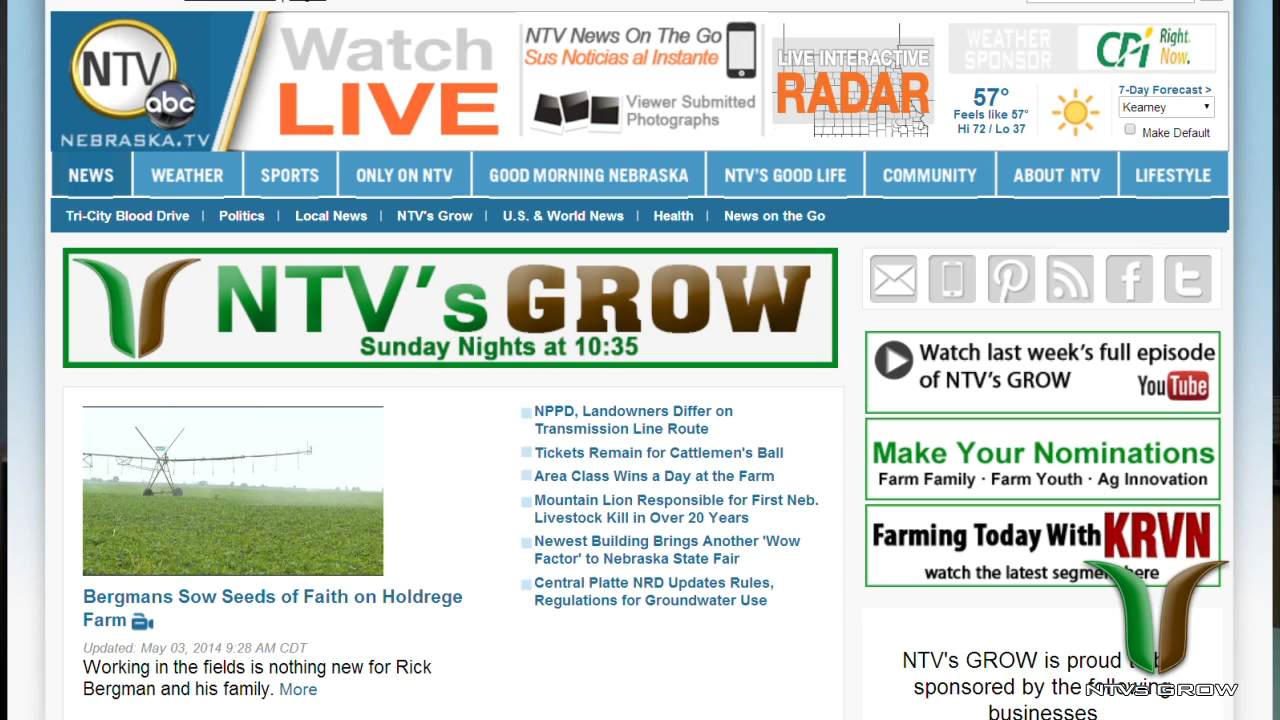 NTV
abc
NEBRASKA.TV
Watch
LIVE
NTV News On The Go
Sus Noticias al Instante
Viewer Submitted
Photographs
LIVE INTERACTIVE
RADAR
WEATHER
SPONSOR
CPi Right.
Now.
57°
Feels like 57°
Hi 72 / Lo 37
7-Day Forecast >
Kearney
Make Default
NEWS
WEATHER
SPORTS
ONLY ON NTV
GOOD MORNING NEBRASKA
NTV'S GOOD LIFE
COMMUNITY
ABOUT NTV
LIFESTYLE
Tri-City Blood Drive | Politics | Local News | NTV's Grow | U.S. & World News | Health | News on the Go
NTV's GROW
Sunday Nights at 10:35
Bergmans Sow Seeds of Faith on Holdrege
Farm
Updated: May 03, 2014 9:28 AM CDT
Working in the fields is nothing new for Rick
Bergman and his family. More
NPPD, Landowners Differ on
Transmission Line Route
Tickets Remain for Cattlemen's Ball
Area Class Wins a Day at the Farm
Mountain Lion Responsible for First Neb.
Livestock Kill in Over 20 Years
Newest Building Brings Another 'Wow
Factor' to Nebraska State Fair
Central Platte NRD Updates Rules,
Regulations for Groundwater Use
Watch last week's full episode
of NTV's GROW
YouTube
Make Your Nominations
Farm Family · Farm Youth · Ag Innovation
Farming Today With KRVN
watch the latest segment here
NTV's GROW is proud to be
sponsored by the following
businesses
NTV'S GROW